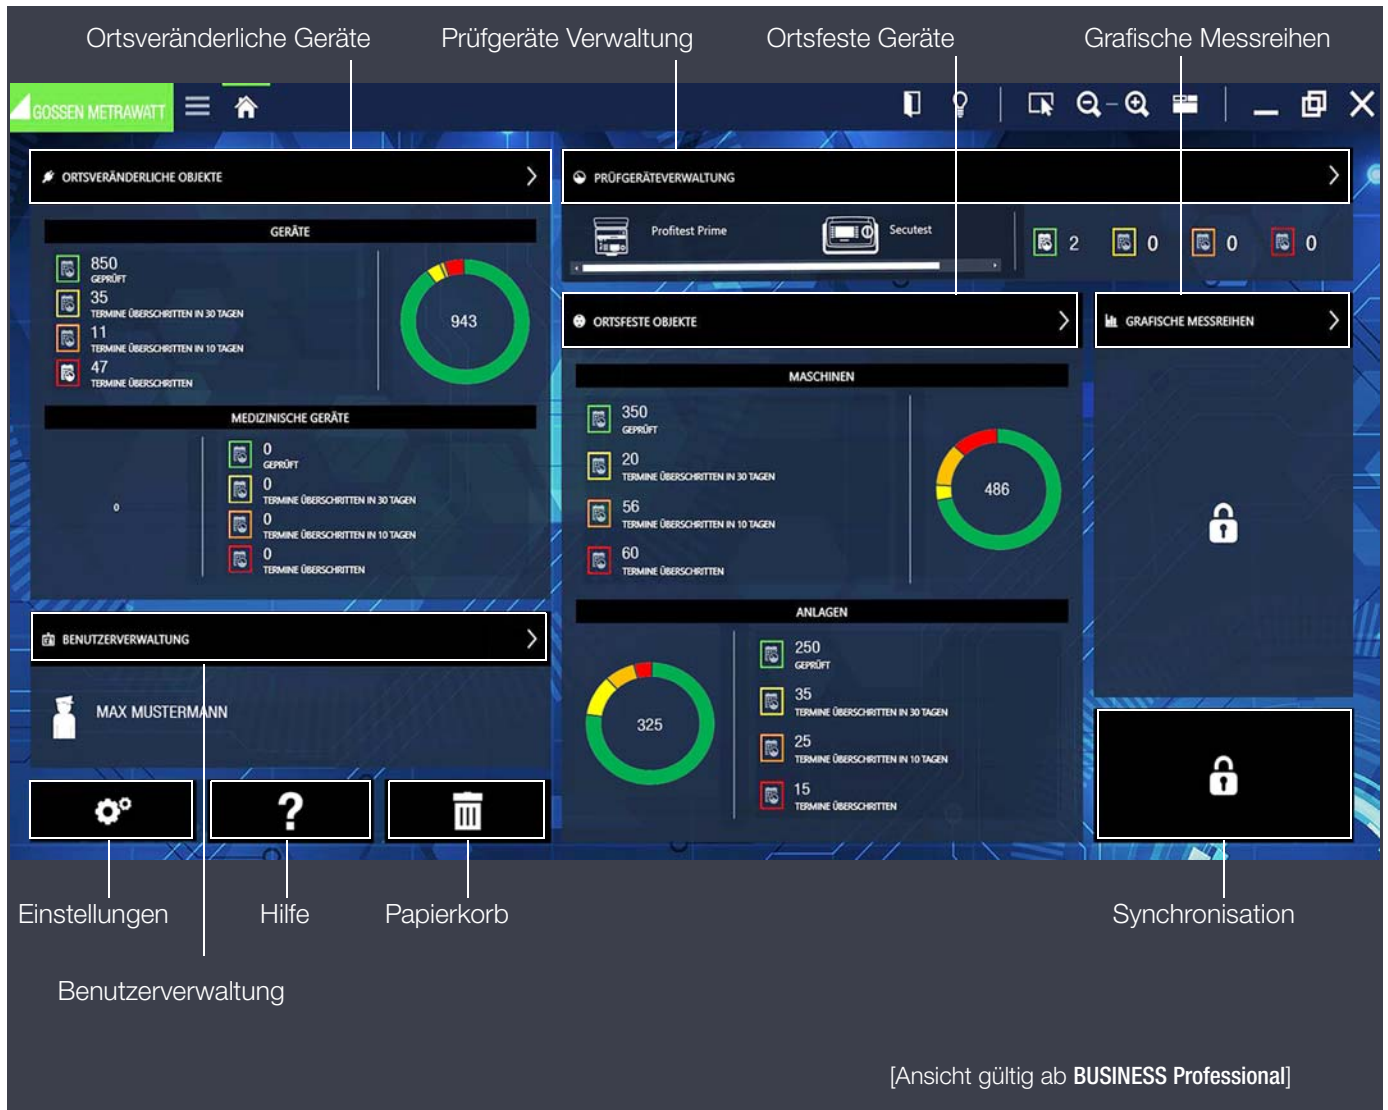 Ortsveränderliche Geräte
Prüfgeräte Verwaltung
Ortsfeste Geräte
Grafische Messreihen
GOSSEN METRAWATT
ORTSVERÄNDERLICHE OBJEKTE
GERÄTE
850
GEPRÜFT
35
TERMINE ÜBERSCHRITTEN IN 30 TAGEN
11
TERMINE ÜBERSCHRITTEN IN 10 TAGEN
47
TERMINE ÜBERSCHRITTEN
943
MEDIZINISCHE GERÄTE
0
0
GEPRÜFT
0
TERMINE ÜBERSCHRITTEN IN 30 TAGEN
0
TERMINE ÜBERSCHRITTEN IN 10 TAGEN
0
TERMINE ÜBERSCHRITTEN
BENUTZERVERWALTUNG
MAX MUSTERMANN
PRÜFGERÄTEVERWALTUNG
Profitest Prime
Secutest
2
0
0
0
ORTSFESTE OBJEKTE
MASCHINEN
350
GEPRÜFT
20
TERMINE ÜBERSCHRITTEN IN 30 TAGEN
56
TERMINE ÜBERSCHRITTEN IN 10 TAGEN
60
TERMINE ÜBERSCHRITTEN
486
ANLAGEN
325
250
GEPRÜFT
35
TERMINE ÜBERSCHRITTEN IN 30 TAGEN
25
TERMINE ÜBERSCHRITTEN IN 10 TAGEN
15
TERMINE ÜBERSCHRITTEN
GRAFISCHE MESSREIHEN
?
Einstellungen
Hilfe
Papierkorb
Synchronisation
Benutzerverwaltung
[Ansicht gültig ab BUSINESS Professional]